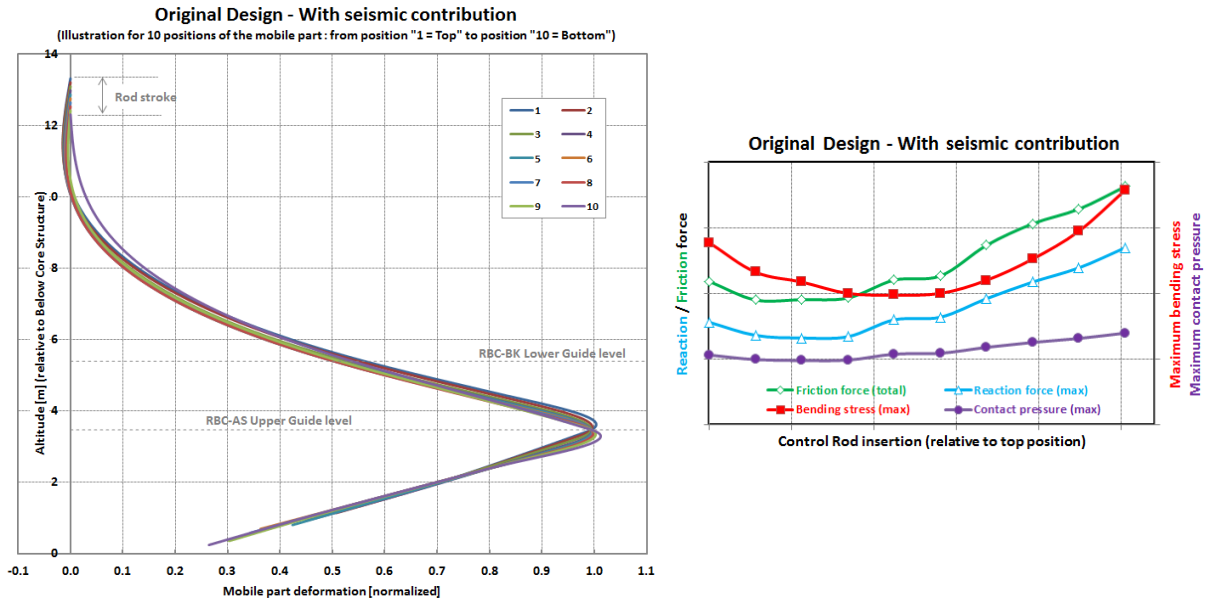 Original Design - With seismic contribution
(Illustration for 10 positions of the mobile part : from position "1 = Top" to position "10 = Bottom")
14
12
.0
8
6
4
2
0
Altitude [m] (relative to Below Core Structure)
Rod stroke
1 2
3 4
5 6
7 8
9 10
RBC-BK Lower Guide level
RBC-AS Upper Guide level
-0.1 0.0 0.1 0.2 0.3 0.4 0.5 0.6 0.7 0.8 0.9 1.0 1.1
Mobile part deformation [normalized]
Original Design - With seismic contribution
Reaction / Friction force
Maximum bending stress
Maximum contact pressure
Friction force (total) Reaction force (max)
Bending stress (max) Contact pressure (max)
Control Rod insertion (relative to top position)